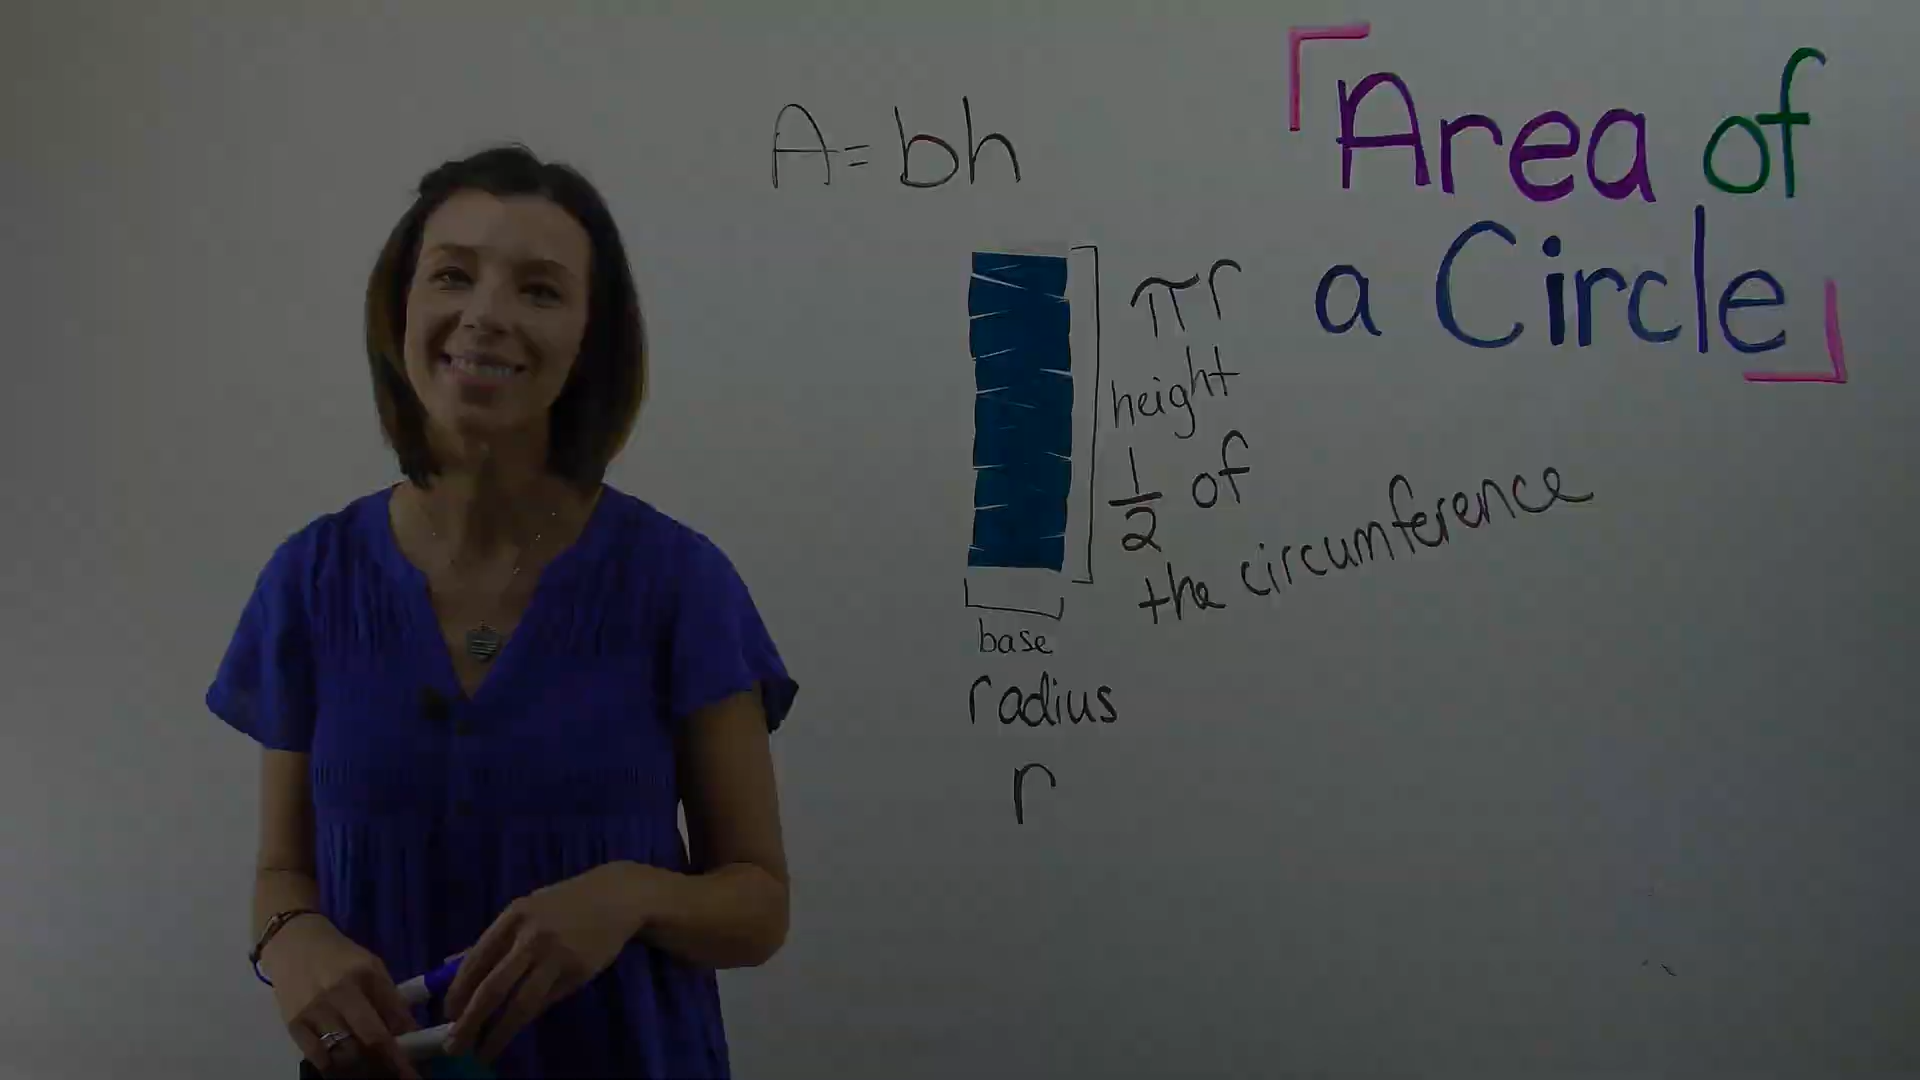 Area of
a Circle
A = bh
πr
height
1/2 of
the circumference
base
radius
r